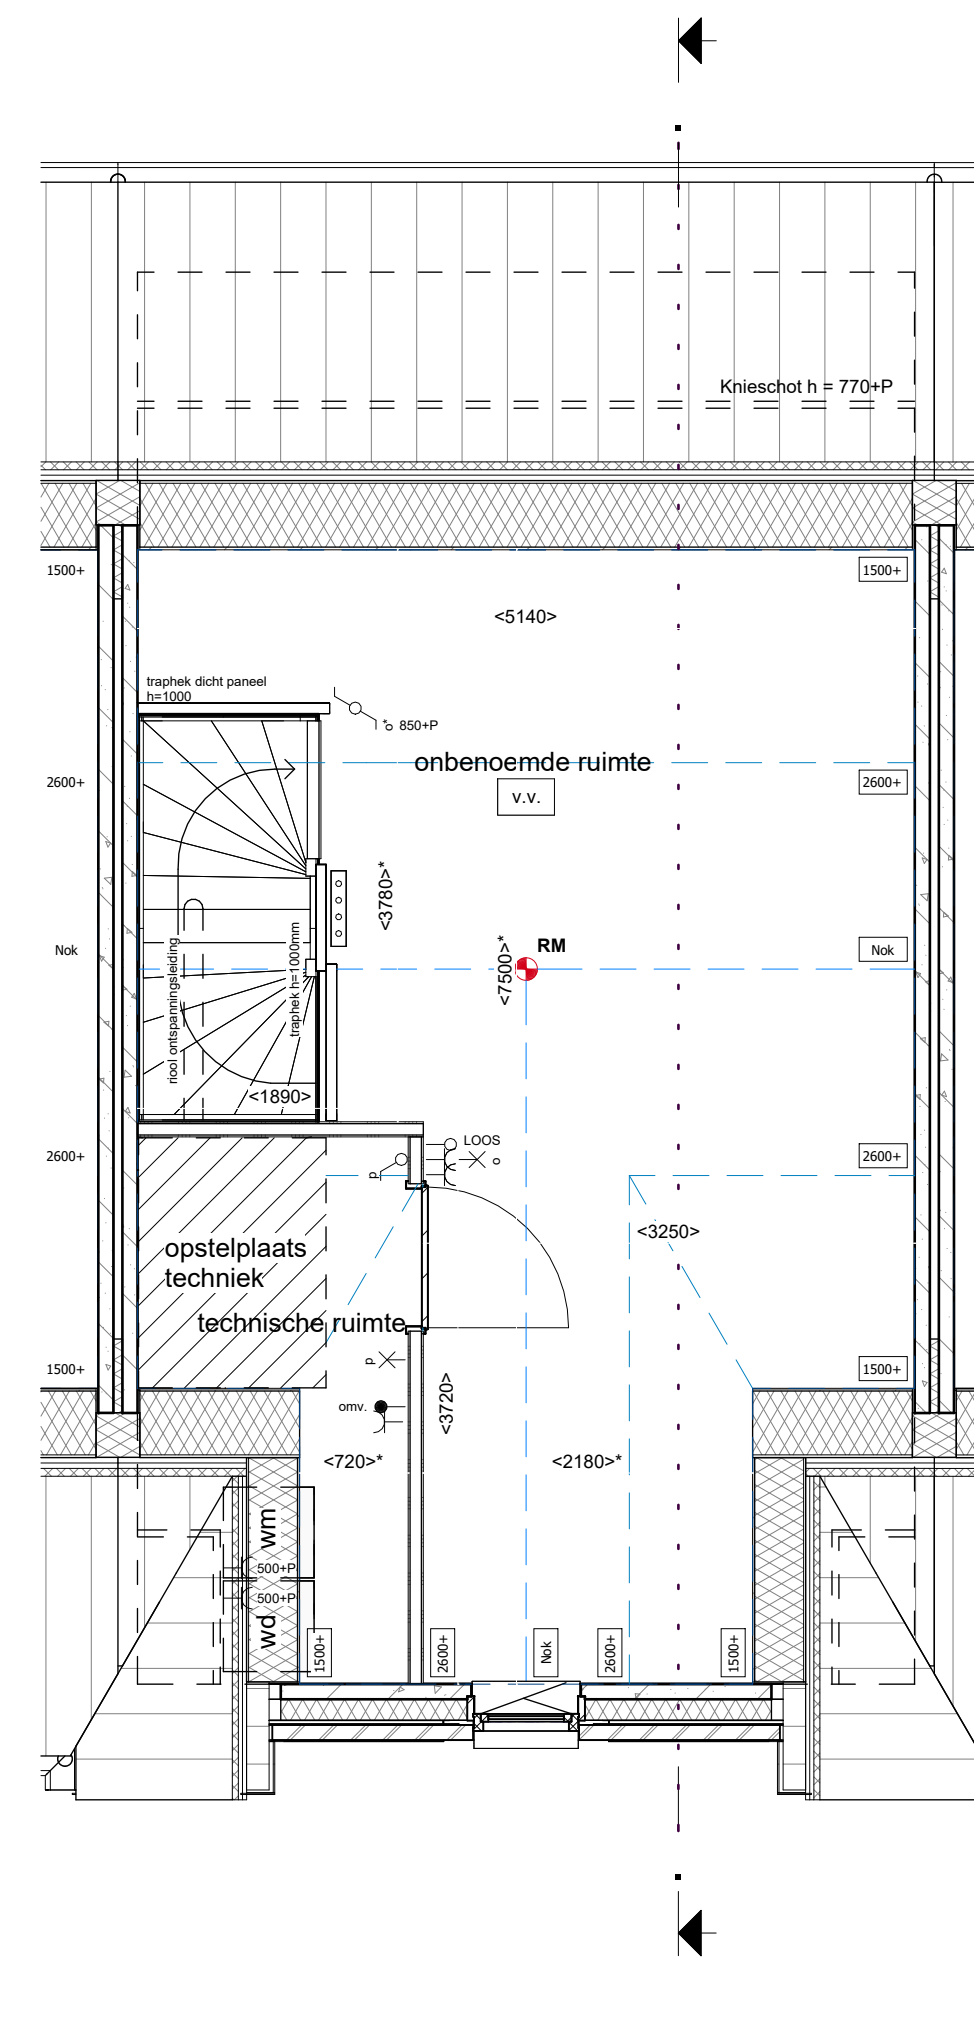 Knieschot h = 770+P
1500+
1500+
<5140>
traphek dicht paneel
h=1000
850+P
onbenoemde ruimte
v.v.
2600+
2600+
<3780>*
<7500>*
RM
Nok
Nok
riool ontspanningsleiding
traphek h=1000mm
<1890>
LOOS
o
p
2600+
2600+
<3250>
opstelplaats
techniek
technische ruimte
p
1500+
1500+
omv.
<3720>
<720>*
<2180>*
wm
500+P
500+P
wd
1500+
2600+
Nok
2600+
1500+